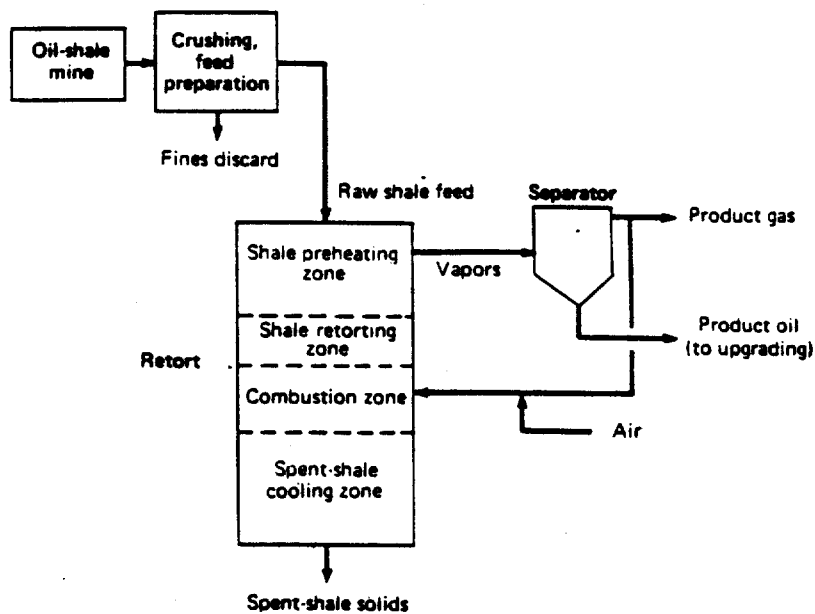 Oil-shale
mine
Crushing,
feed
preparation
Fines discard
Raw shale feed
Separator
Product gas
Shale preheating
zone
Vapors
Shale retorting
zone
Product oil
(to upgrading)
Retort
Combustion zone
Air
Spent-shale
cooling zone
Spent-shale solids